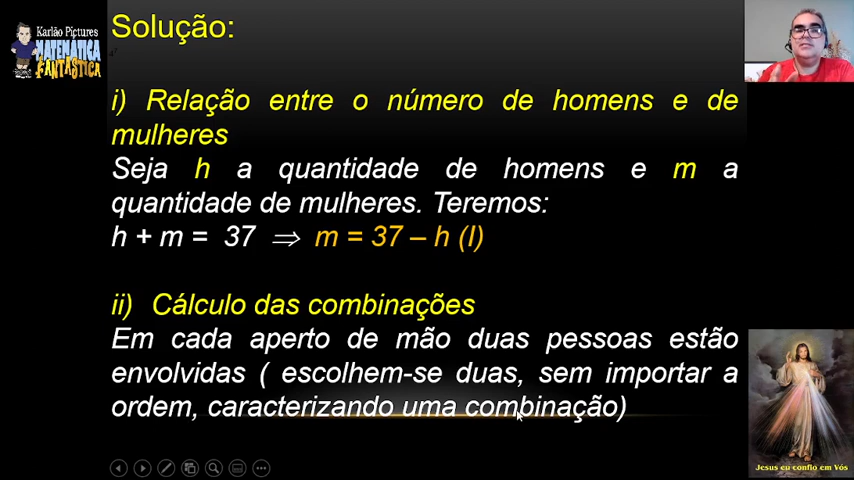 Karlão Pictures
MATEMÁTICA
FANTÁSTICA
Solução:
i) Relação entre o número de homens e de
mulheres
Seja h a quantidade de homens e m a
quantidade de mulheres. Teremos:
h + m = 37 ⇒ m = 37 – h (I)
ii) Cálculo das combinações
Em cada aperto de mão duas pessoas estão
envolvidas ( escolhem-se duas, sem importar a
ordem, caracterizando uma combinação)
Jesus eu confio em Vós